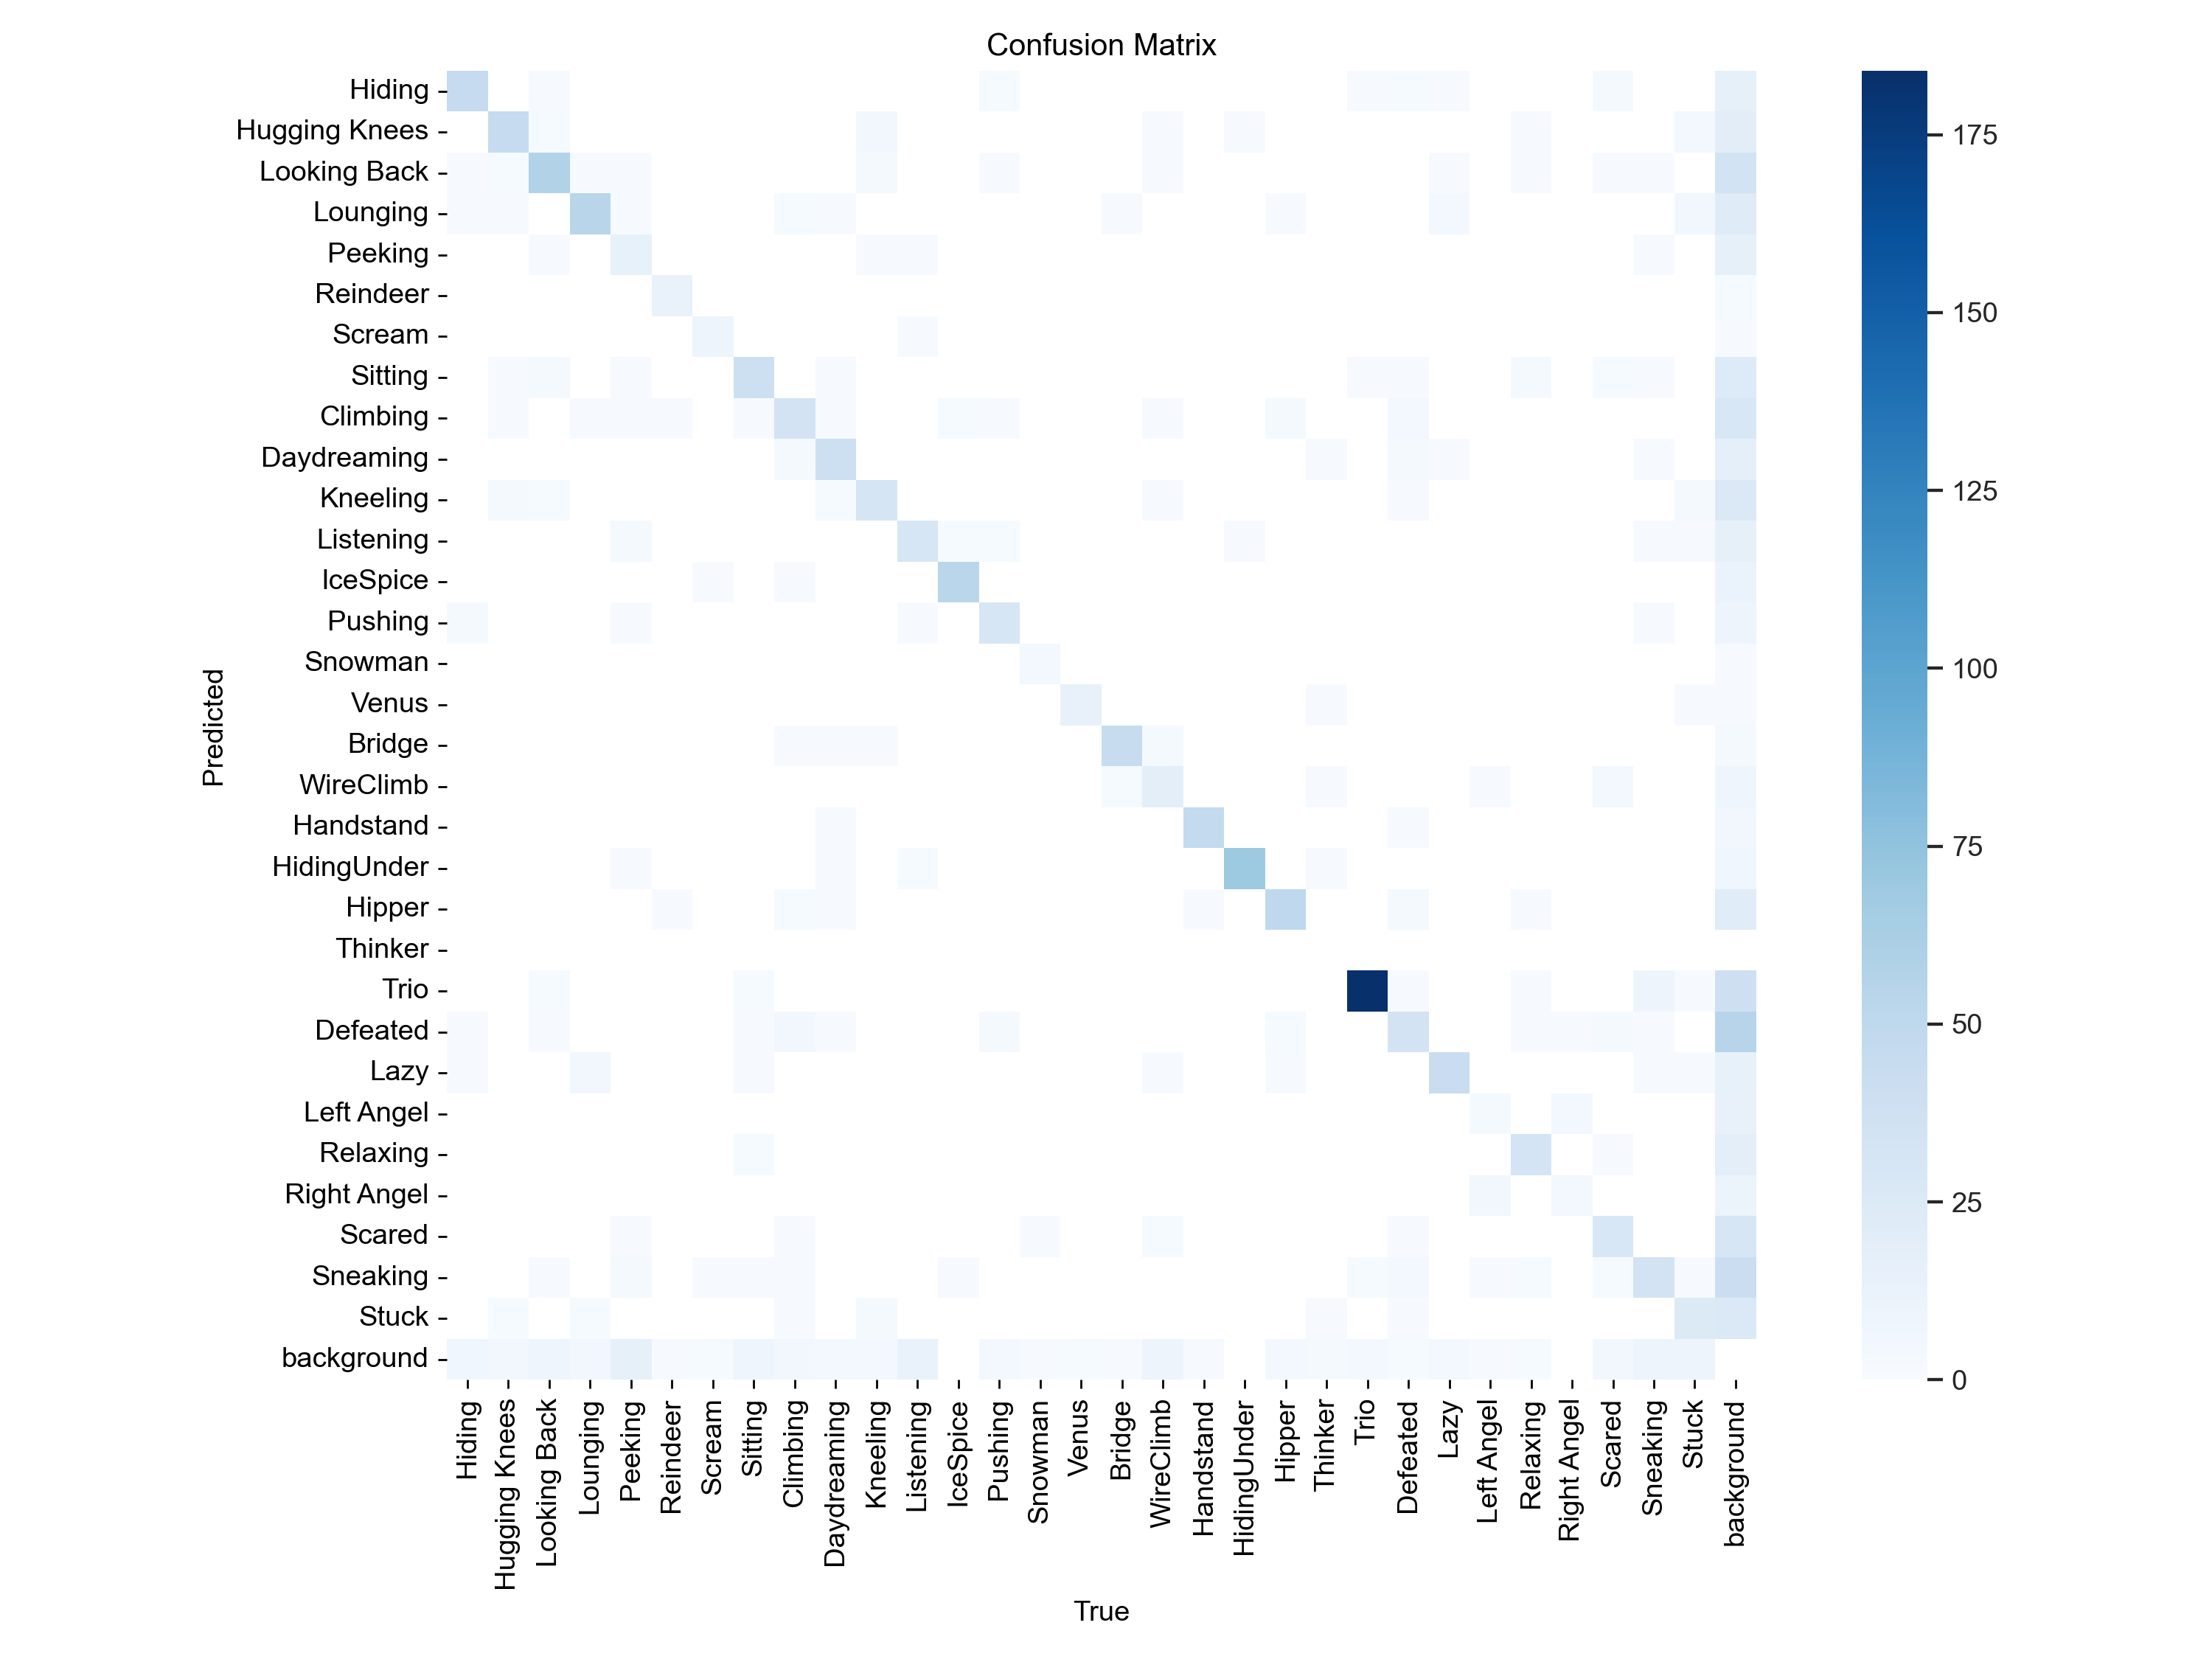 Confusion Matrix
Hiding
Hugging Knees
Looking Back
Lounging
Peeking
Reindeer
Scream
Sitting
Climbing
Daydreaming
Kneeling
Listening
IceSpice
Pushing
Snowman
Venus
Bridge
WireClimb
Handstand
HidingUnder
Hipper
Thinker
Trio
Defeated
Lazy
Left Angel
Relaxing
Right Angel
Scared
Sneaking
Stuck
background
Predicted
Hiding
Hugging Knees
Looking Back
Lounging
Peeking
Reindeer
Scream
Sitting
Climbing
Daydreaming
Kneeling
Listening
IceSpice
Pushing
Snowman
Venus
Bridge
WireClimb
Handstand
HidingUnder
Hipper
Thinker
Trio
Defeated
Lazy
Left Angel
Relaxing
Right Angel
Scared
Sneaking
Stuck
background
True
175
150
125
100
75
50
25
0